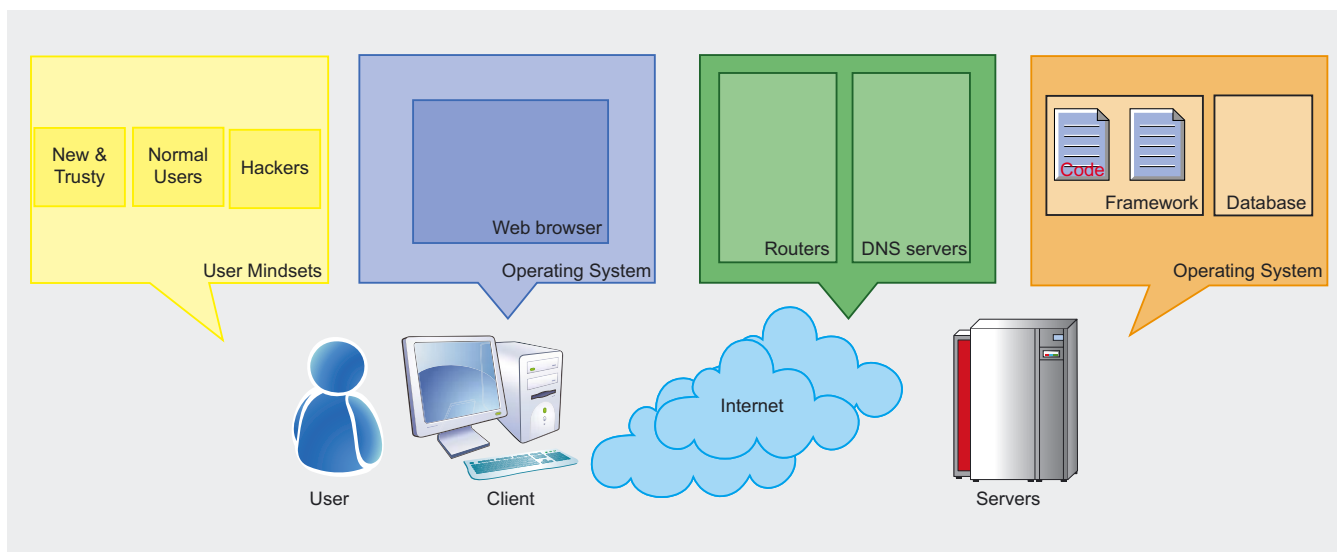 New &
Trusty
Normal
Users
Hackers
User Mindsets
Web browser
Operating System
Routers
DNS servers
Code
Framework
Database
Operating System
Internet
User
Client
Servers